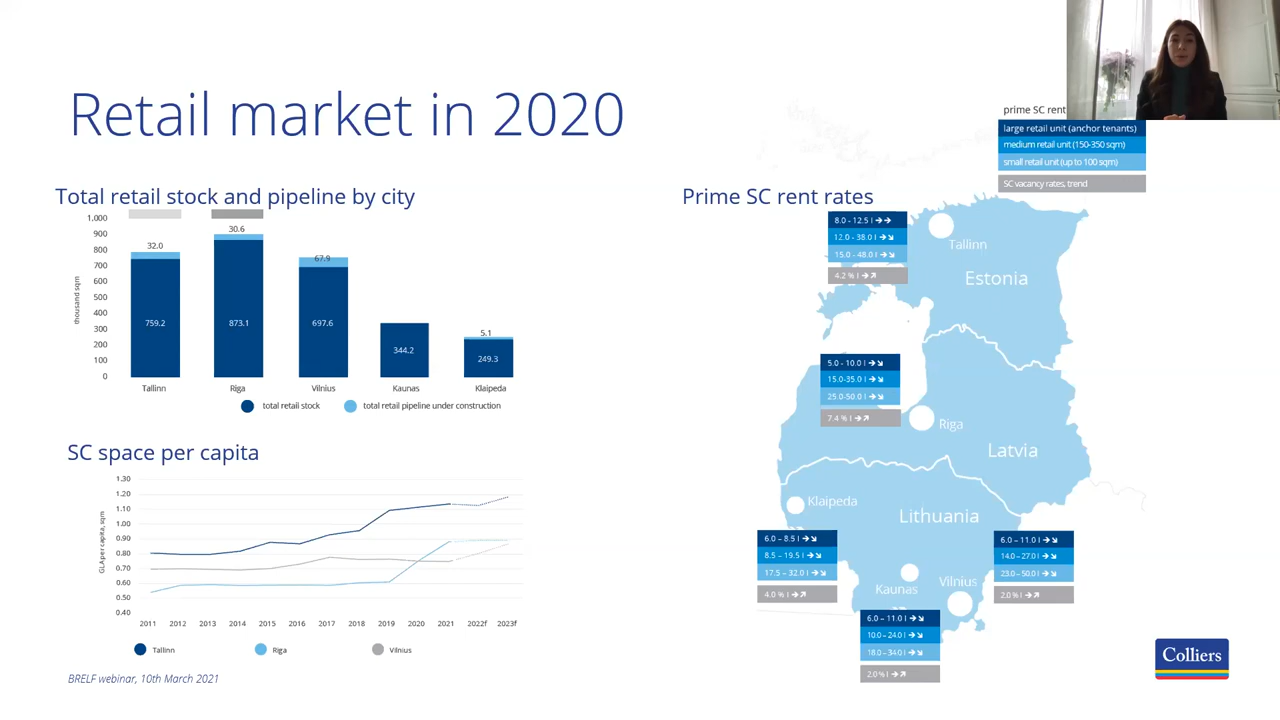 Retail market in 2020
prime SC rent
large retail unit (anchor tenants)
medium retail unit (150-350 sqm)
small retail unit (up to 100 sqm)
SC vacancy rates, trend
Total retail stock and pipeline by city
1,000
900
800
700
600
500
400
300
200
100
0
thousand sqm
32.0
30.6
67.9
5.1
759.2
873.1
697.6
344.2
249.3
Tallinn
Riga
Vilnius
Kaunas
Klaipeda
total retail stock
total retail pipeline under construction
SC space per capita
1.30
1.20
1.10
1.00
0.90
0.80
0.70
0.60
0.50
0.40
GLA per capita, sqm
2011
2012
2013
2014
2015
2016
2017
2018
2019
2020
2021
2022f
2023f
Tallinn
Riga
Vilnius
Prime SC rent rates
8.0 - 12.5 I → →
12.0 - 38.0 I → ↘
15.0 - 48.0 I → ↘
4.2 % I → ↗
Tallinn
Estonia
5.0 - 10.0 I → ↘
15.0-35.0 I → ↘
25.0-50.0 I → ↘
7.4 % I → ↗
Riga
Latvia
Klaipeda
Lithuania
6.0 – 8.5 I → ↘
8.5 – 19.5 I → ↘
17.5 – 32.0 I → ↘
4.0 % I → ↗
6.0 – 11.0 I → ↘
14.0 – 27.0 I → ↘
23.0 – 50.0 I → ↘
2.0 % I → ↗
Kaunas
Vilnius
6.0 – 11.0 I → ↘
10.0 – 24.0 I → ↘
18.0 – 34.0 I → ↘
2.0 % I → ↗
Colliers
BRELF webinar, 10th March 2021